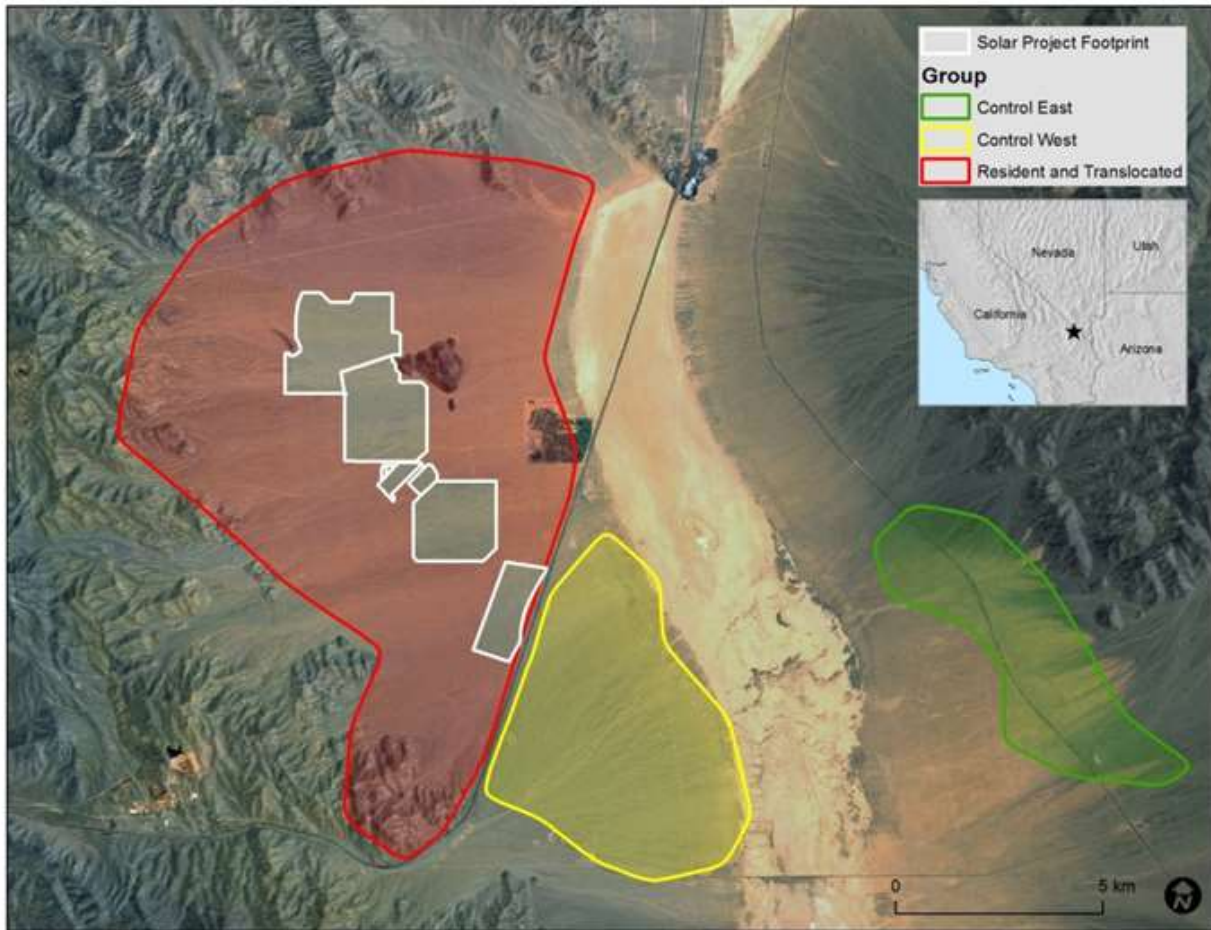 Solar Project Footprint
Group
Control East
Control West
Resident and Translocated
Nevada
Utah
California
Arizona
0 5 km
N